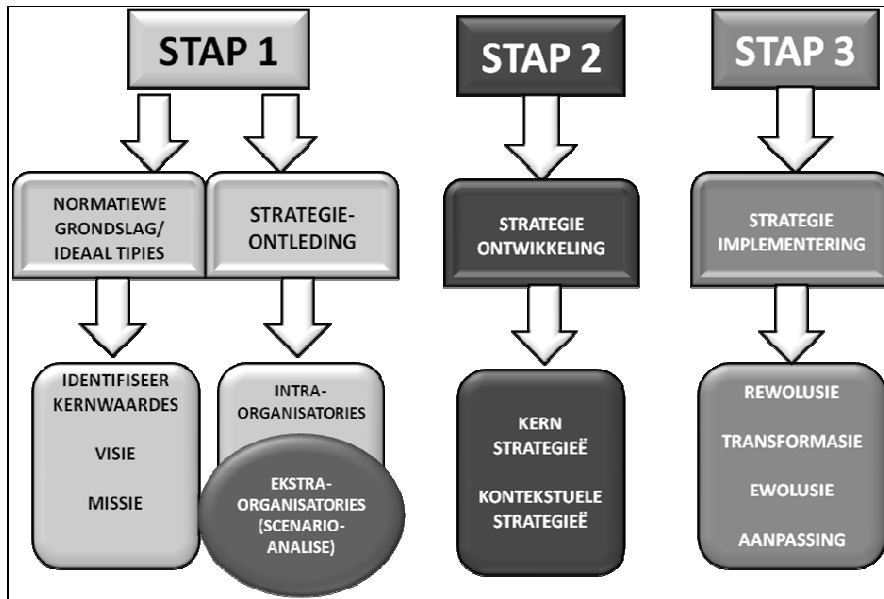 STAP 1
NORMATIEWE
GRONDSLAG/
IDEAAL TIPIES
STRATEGIE-
ONTLEDING
IDENTIFISEER
KERNWAARDES
VISIE
MISSIE
INTRA-
ORGANISATORIES
EKSTRA-
ORGANISATORIES
(SCENARIO-
ANALISE)
STAP 2
STRATEGIE
ONTWIKKELING
KERN
STRATEGIEË
KONTEKSTUELE
STRATEGIEË
STAP 3
STRATEGIE
IMPLEMENTERING
REWOLUSIE
TRANSFORMASIE
EWOLUSIE
AANPASSING